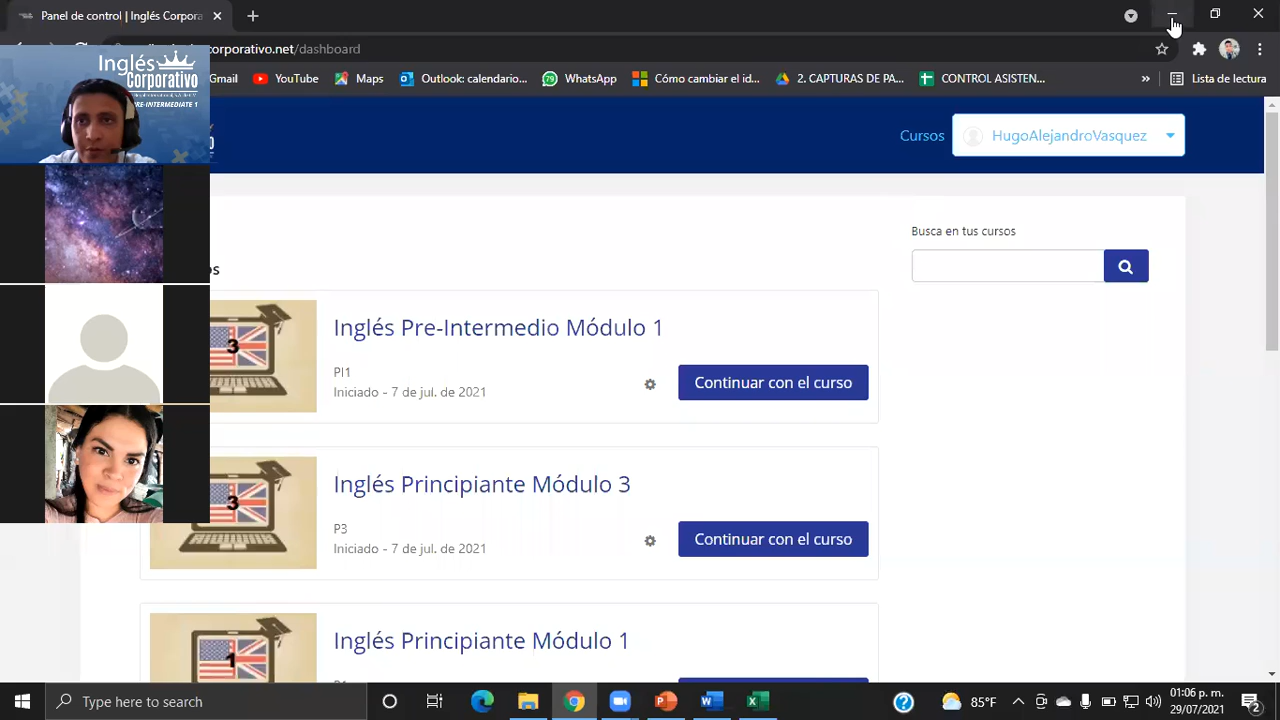 Panel de control | Inglés Corpora
corporativo.net/dashboard
Gmail
YouTube
Maps
Outlook: calendario...
WhatsApp
Cómo cambiar el id...
2. CAPTURAS DE PA...
CONTROL ASISTEN...
»
Lista de lectura
Inglés
Corporativo
PRE-INTERMEDIATE 1
Cursos
HugoAlejandroVasquez
Busca en tus cursos
os
3
Inglés Pre-Intermedio Módulo 1
PI1
Iniciado - 7 de jul. de 2021
Continuar con el curso
3
Inglés Principiante Módulo 3
P3
Iniciado - 7 de jul. de 2021
Continuar con el curso
1
Inglés Principiante Módulo 1
Type here to search
85°F
01:06 p. m.
29/07/2021
2